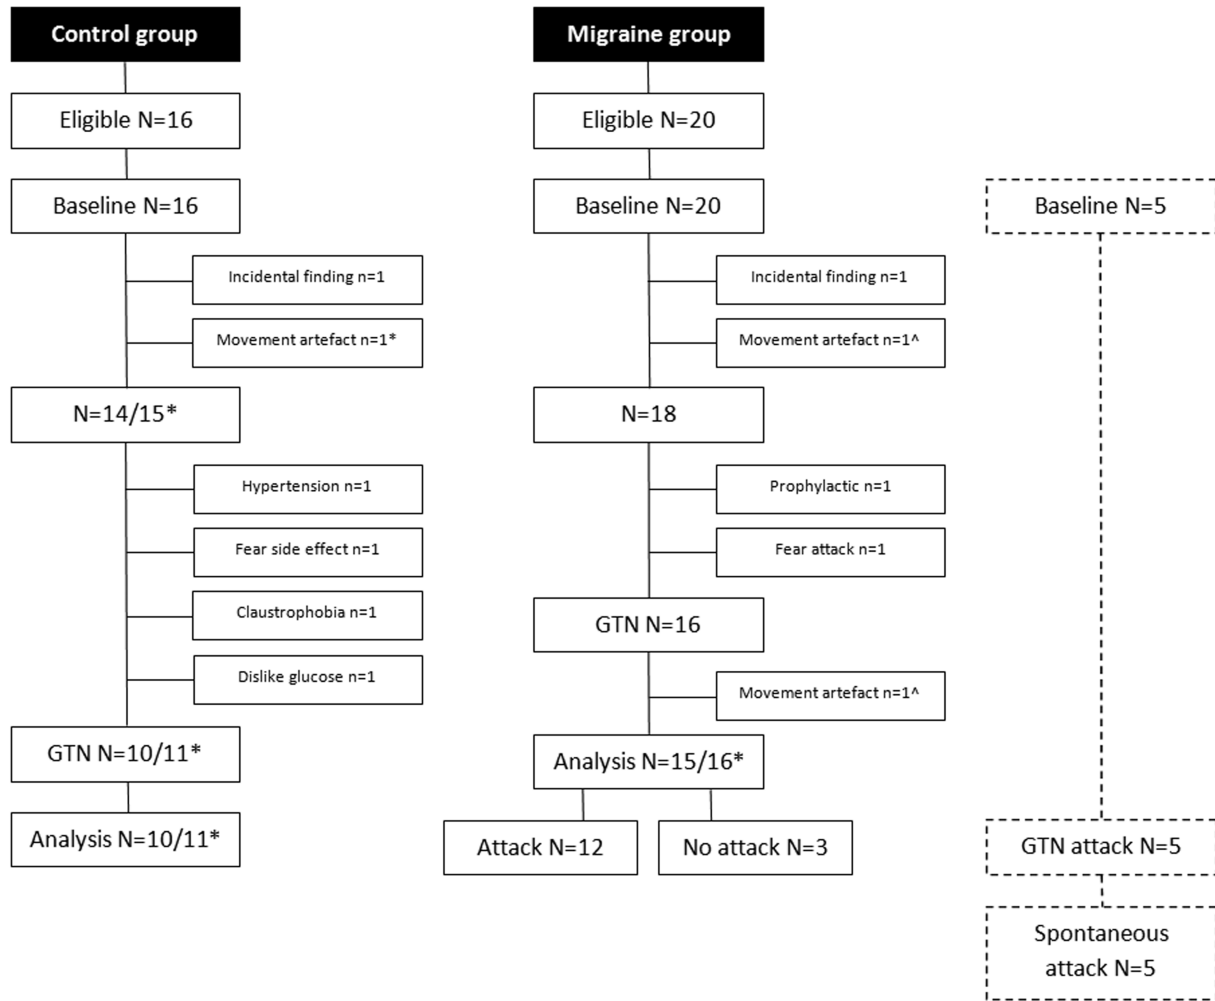 Control group
Eligible N=16
Baseline N=16
Incidental finding n=1
Movement artefact n=1*
N=14/15*
Hypertension n=1
Fear side effect n=1
Claustrophobia n=1
Dislike glucose n=1
GTN N=10/11*
Analysis N=10/11*
Migraine group
Eligible N=20
Baseline N=20
Incidental finding n=1
Movement artefact n=1^
N=18
Prophylactic n=1
Fear attack n=1
GTN N=16
Movement artefact n=1^
Analysis N=15/16*
Attack N=12
No attack N=3
Baseline N=5
GTN attack N=5
Spontaneous
attack N=5